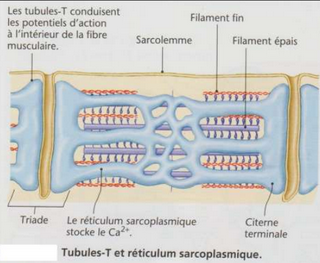 Les tubules-T conduisent
les potentiels d'action
à l'intérieur de la fibre
musculaire.
Filament fin
Sarcolemme
Filament épais
Triade
Le réticulum sarcoplasmique
stocke le Ca²⁺.
Citerne
terminale
Tubules-T et réticulum sarcoplasmique.